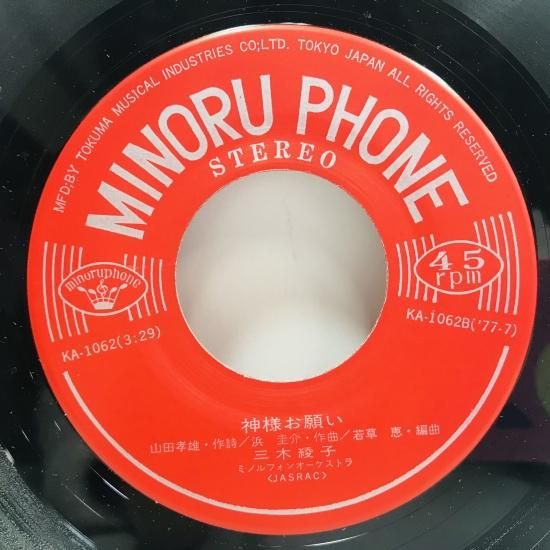 MFD;BY TOKUMA MUSICAL INDUSTRIES CO;LTD. TOKYO JAPAN ALL RIGHTS RESERVED
MINORU PHONE
STEREO
minoruphone
45
rpm
KA-1062(3:29)
KA-1062B('77-7)
神様お願い
山田孝雄・作詩/浜 圭介・作曲/若草 恵・編曲
三木綾子
ミノルフォンオーケストラ
<JASRAC>